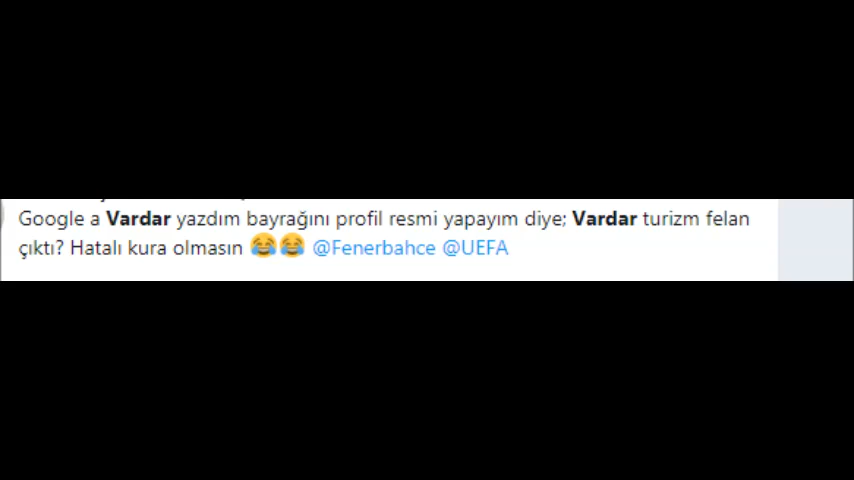 Google a Vardar yazdım bayrağını profil resmi yapayım diye; Vardar turizm felan
çıktı? Hatalı kura olmasın 😂😂 @Fenerbahce @UEFA